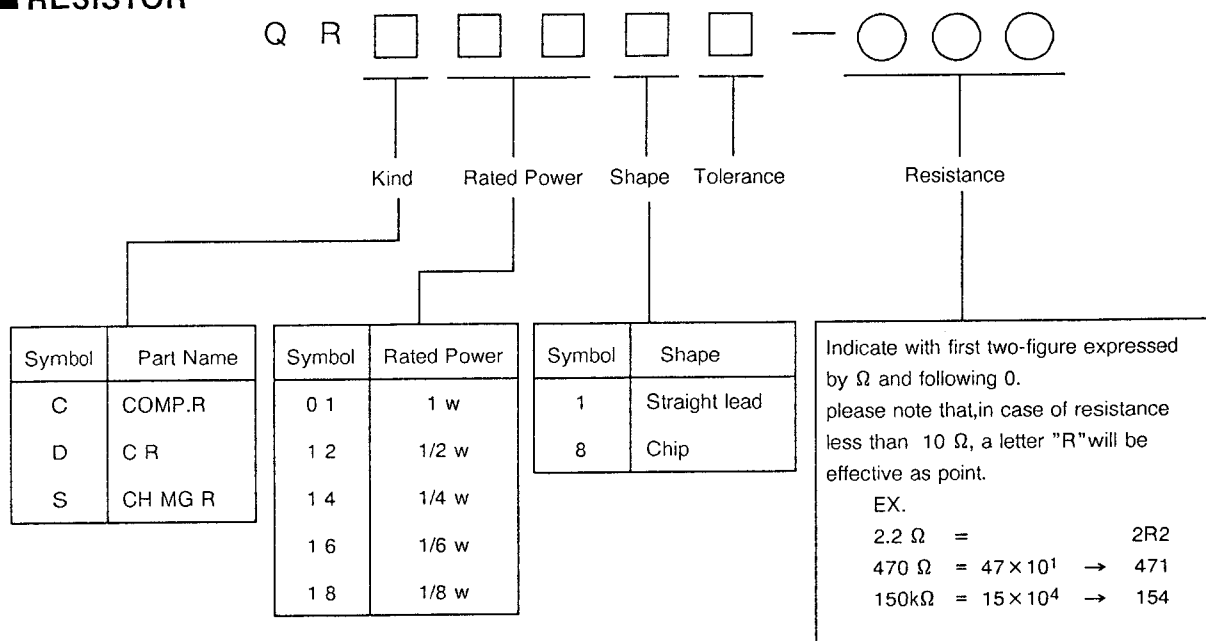 ■ RESISTOR
Q R □ □ □ □ □ — ○ ○ ○
Kind Rated Power Shape Tolerance Resistance
Symbol Part Name
C COMP.R
D C R
S CH MG R
Symbol Rated Power
0 1 1 w
1 2 1/2 w
1 4 1/4 w
1 6 1/6 w
1 8 1/8 w
Symbol Shape
1 Straight lead
8 Chip
Indicate with first two-figure expressed
by Ω and following 0.
please note that,in case of resistance
less than 10 Ω, a letter "R"will be
effective as point.
EX.
2.2 Ω = 2R2
470 Ω = 47×10¹ → 471
150kΩ = 15×10⁴ → 154